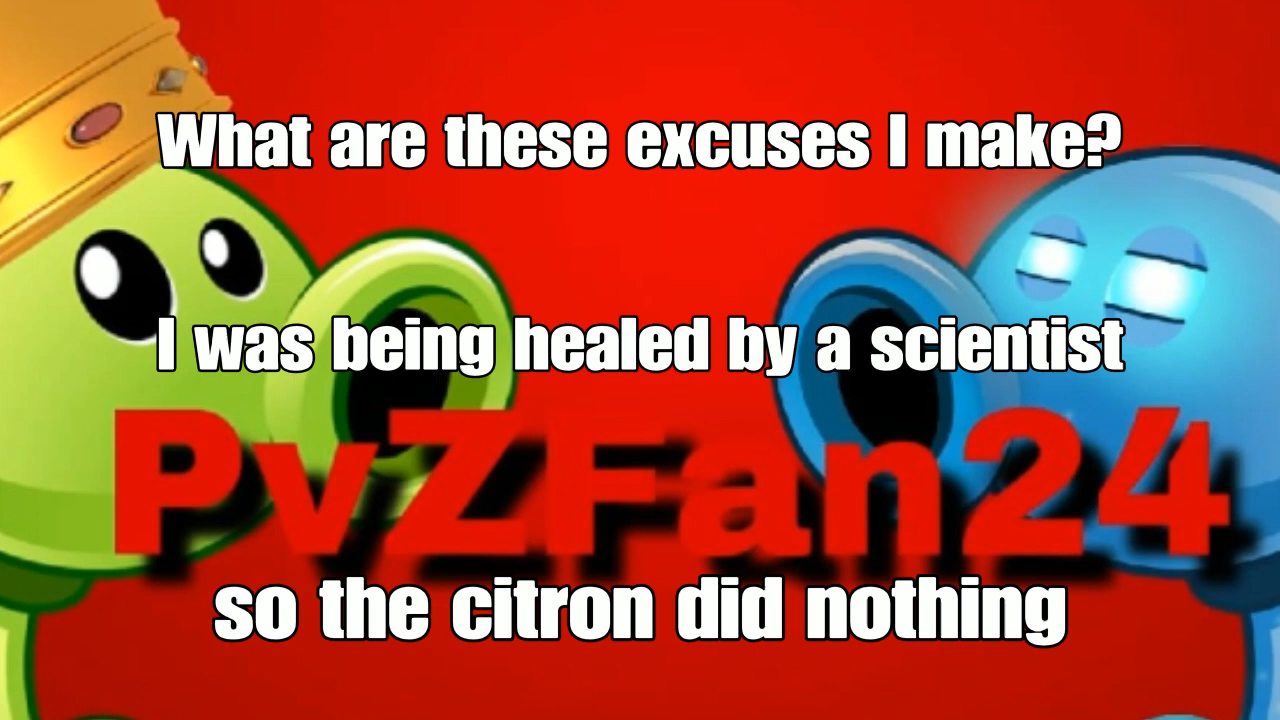 What are these excuses I make?
I was being healed by a scientist
PvZFan24
so the citron did nothing